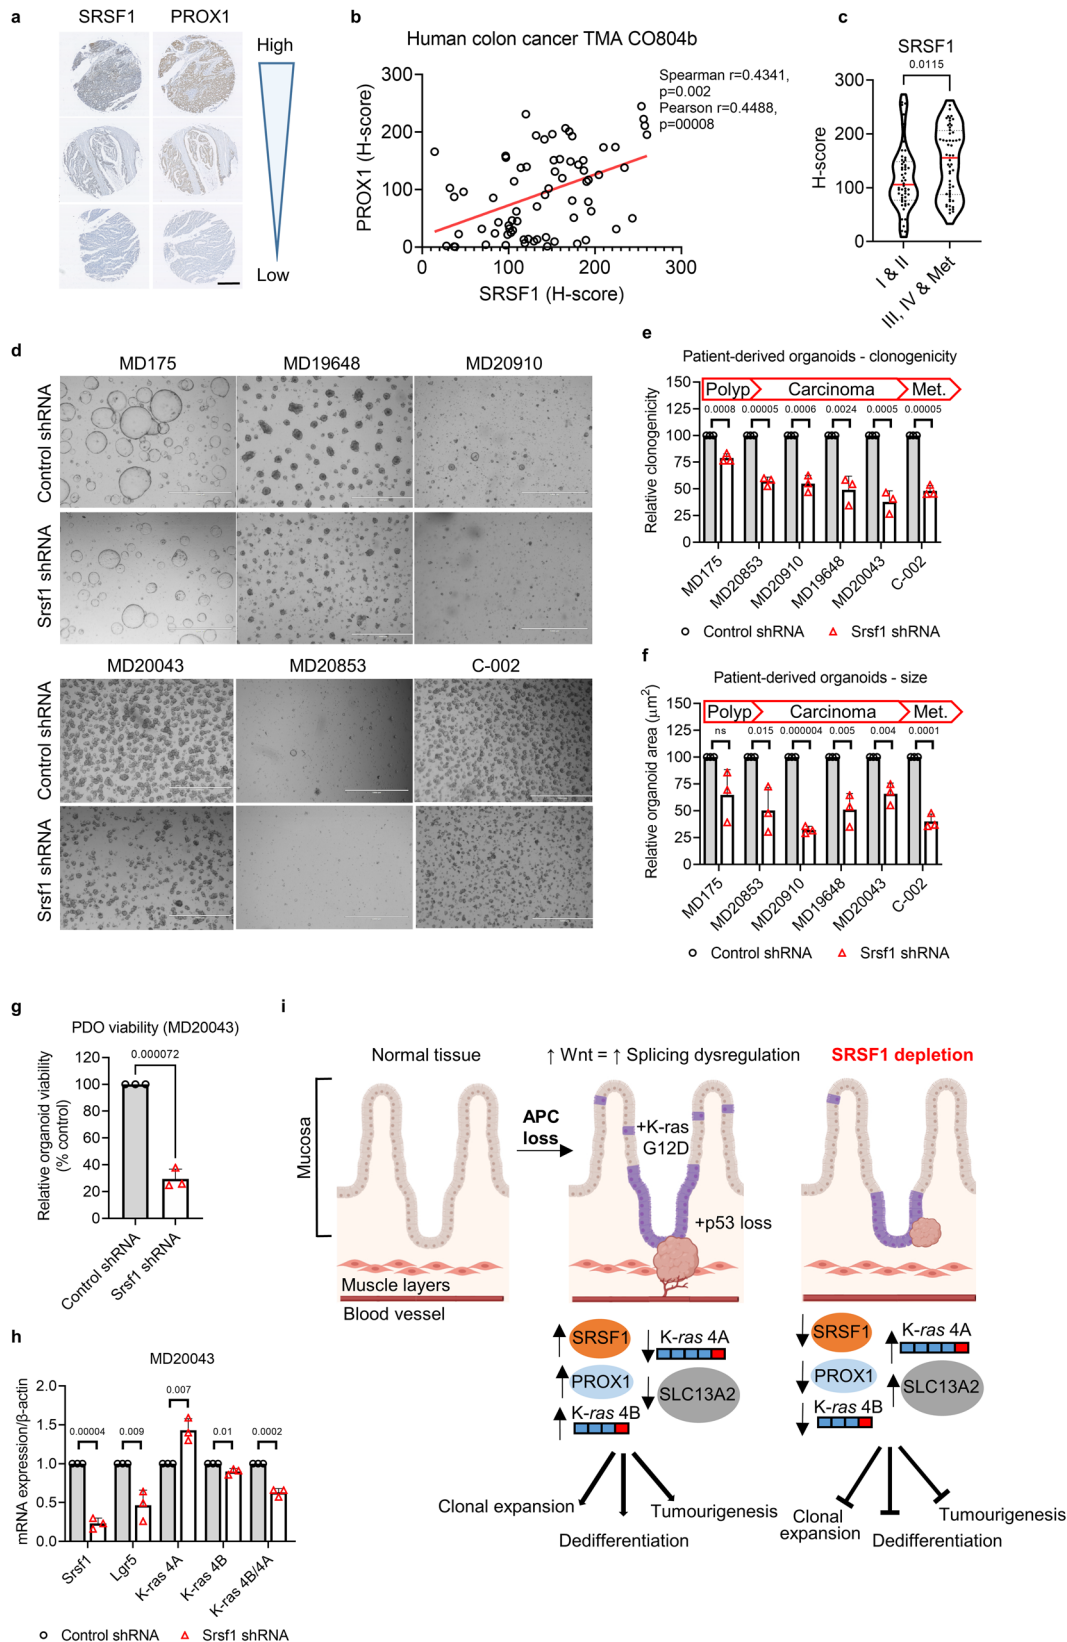 a
SRSF1
PROX1
High
Low
b
Human colon cancer TMA CO804b
Spearman r=0.4341,
p=0.002
Pearson r=0.4488,
p=00008
PROX1 (H-score)
300
200
100
0
0
100
200
300
SRSF1 (H-score)
c
SRSF1
0.0115
H-score
300
200
100
0
I & II
III, IV & Met
d
MD175
MD19648
MD20910
Control shRNA
Srsf1 shRNA
MD20043
MD20853
C-002
Control shRNA
Srsf1 shRNA
e
Patient-derived organoids - clonogenicity
Relative clonogenicity
150
125
100
75
50
25
0
Polyp
Carcinoma
Met.
0.0008
0.00005
0.0006
0.0024
0.0005
0.00005
MD175
MD20853
MD20910
MD19648
MD20043
C-002
Control shRNA
Srsf1 shRNA
f
Patient-derived organoids - size
Relative organoid area (µm2)
150
125
100
75
50
25
0
Polyp
Carcinoma
Met.
ns
0.015
0.000004
0.005
0.004
0.0001
MD175
MD20853
MD20910
MD19648
MD20043
C-002
Control shRNA
Srsf1 shRNA
g
PDO viability (MD20043)
0.000072
Relative organoid viability
(% control)
120
100
80
60
40
20
0
Control shRNA
Srsf1 shRNA
h
MD20043
mRNA expression/β-actin
2.0
1.5
1.0
0.5
0.0
0.00004
0.009
0.007
0.01
0.0002
Srsf1
Lgr5
K-ras 4A
K-ras 4B
K-ras 4B/4A
Control shRNA
Srsf1 shRNA
i
Normal tissue
↑ Wnt = ↑ Splicing dysregulation
SRSF1 depletion
Mucosa
APC
loss
+K-ras
G12D
+p53 loss
Muscle layers
Blood vessel
SRSF1
PROX1
K-ras 4B
K-ras 4A
SLC13A2
Clonal expansion
Dedifferentiation
Tumourigenesis
SRSF1
PROX1
K-ras 4B
K-ras 4A
SLC13A2
Clonal
expansion
Dedifferentiation
Tumourigenesis